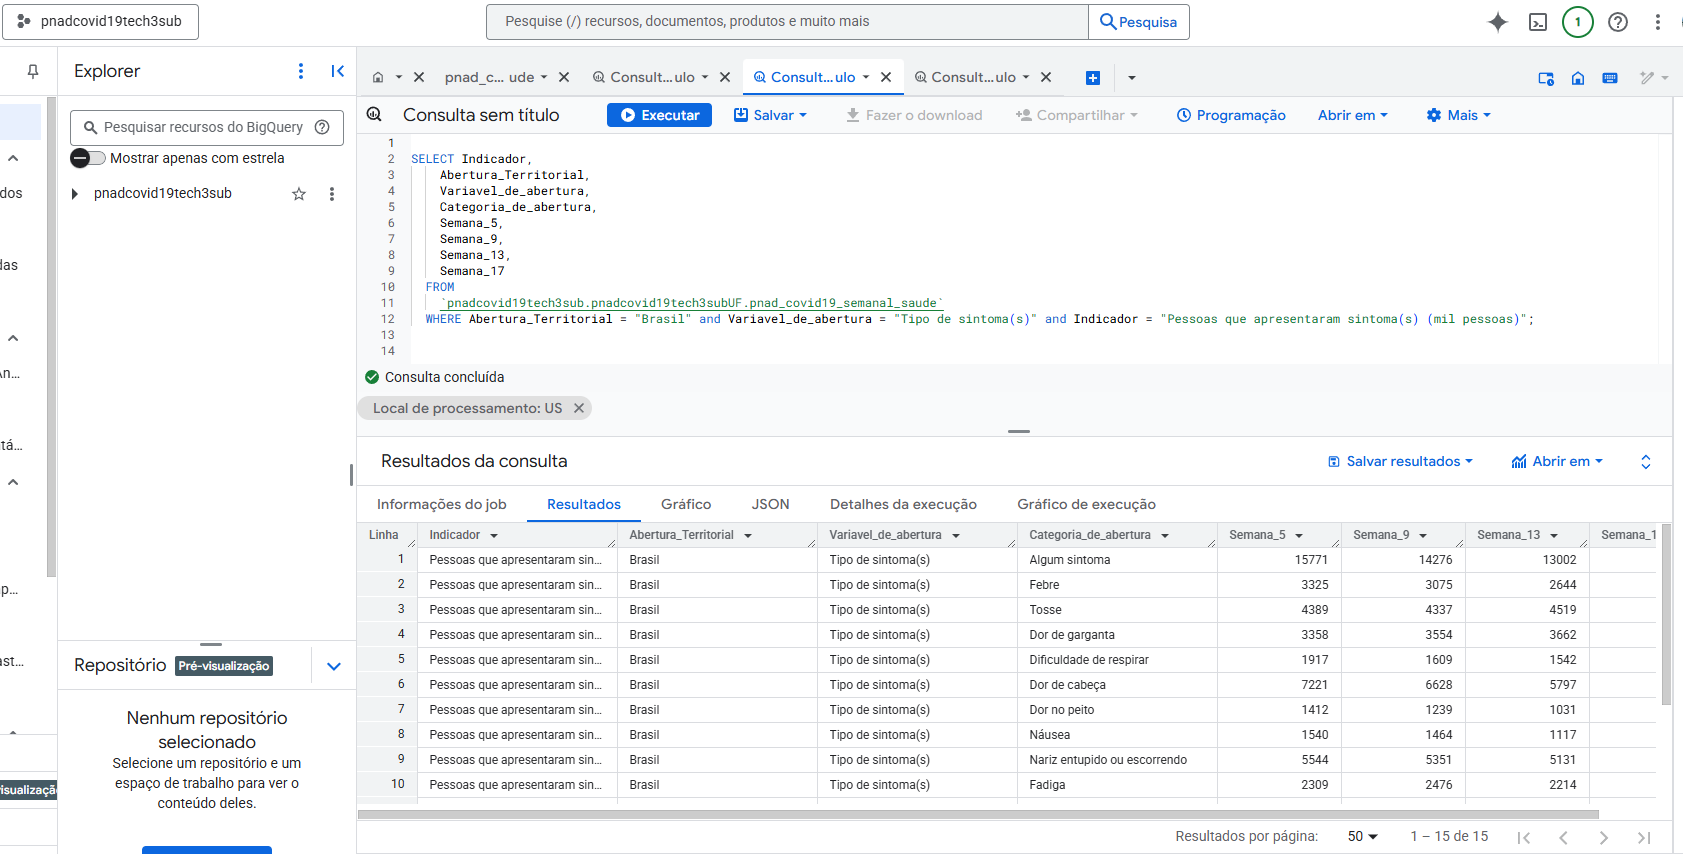 pnadcovid19tech3sub
Pesquise (/) recursos, documentos, produtos e muito mais
Pesquisa
1
Explorer
pnad_c... ude
Consult...ulo
Consult...ulo
Consult...ulo
Pesquisar recursos do BigQuery
Mostrar apenas com estrela
pnadcovid19tech3sub
dos
das
An...
tá...
p...
ast...
Consulta sem título
Executar
Salvar
Fazer o download
Compartilhar
Programação
Abrir em
Mais
1
2 SELECT Indicador,
3 Abertura_Territorial,
4 Variavel_de_abertura,
5 Categoria_de_abertura,
6 Semana_5,
7 Semana_9,
8 Semana_13,
9 Semana_17
10 FROM
11 `pnadcovid19tech3sub.pnadcovid19tech3subUF.pnad_covid19_semanal_saude`
12 WHERE Abertura_Territorial = "Brasil" and Variavel_de_abertura = "Tipo de sintoma(s)" and Indicador = "Pessoas que apresentaram sintoma(s) (mil pessoas)";
13
14
Consulta concluída
Local de processamento: US
Resultados da consulta
Salvar resultados
Abrir em
Informações do job
Resultados
Gráfico
JSON
Detalhes da execução
Gráfico de execução
Linha Indicador Abertura_Territorial Variavel_de_abertura Categoria_de_abertura Semana_5 Semana_9 Semana_13 Semana_1
1 Pessoas que apresentaram sin... Brasil Tipo de sintoma(s) Algum sintoma 15771 14276 13002
2 Pessoas que apresentaram sin... Brasil Tipo de sintoma(s) Febre 3325 3075 2644
3 Pessoas que apresentaram sin... Brasil Tipo de sintoma(s) Tosse 4389 4337 4519
4 Pessoas que apresentaram sin... Brasil Tipo de sintoma(s) Dor de garganta 3358 3554 3662
5 Pessoas que apresentaram sin... Brasil Tipo de sintoma(s) Dificuldade de respirar 1917 1609 1542
6 Pessoas que apresentaram sin... Brasil Tipo de sintoma(s) Dor de cabeça 7221 6628 5797
7 Pessoas que apresentaram sin... Brasil Tipo de sintoma(s) Dor no peito 1412 1239 1031
8 Pessoas que apresentaram sin... Brasil Tipo de sintoma(s) Náusea 1540 1464 1117
9 Pessoas que apresentaram sin... Brasil Tipo de sintoma(s) Nariz entupido ou escorrendo 5544 5351 5131
10 Pessoas que apresentaram sin... Brasil Tipo de sintoma(s) Fadiga 2309 2476 2214
Resultados por página: 50 1 – 15 de 15
Repositório Pré-visualização
Nenhum repositório
selecionado
Selecione um repositório e um
espaço de trabalho para ver o
conteúdo deles.
isualização